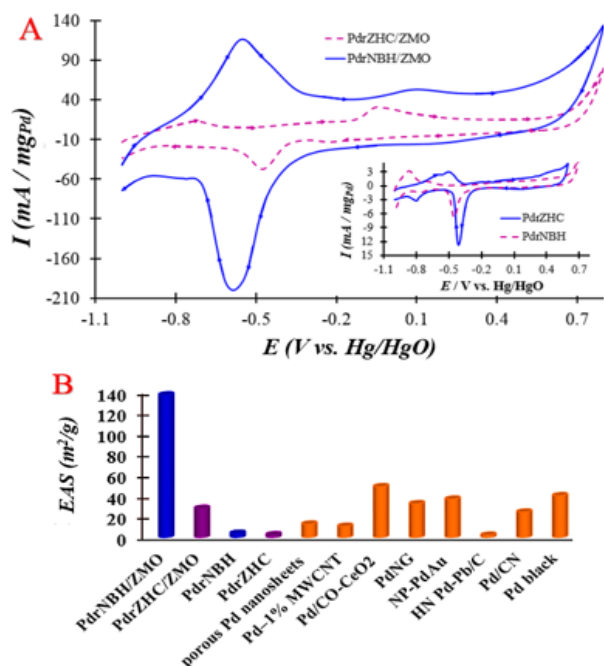 A
140
90
40
-10
-60
-110
-160
-210
I (mA / mgPd)
PdrZHC/ZMO
PdrNBH/ZMO
-1.1
-0.8
-0.5
-0.2
0.1
0.4
0.7
E (V vs. Hg/HgO)
3
0
-3
-6
-9
12
15
I (mA / mgPd)
PdrZHC
PdrNBH
-1.1
-0.8
-0.5
-0.2
0.1
0.4
0.7
E / V vs. Hg/HgO
B
140
120
100
80
60
40
20
0
EAS (m²/g)
PdrNBH/ZMO
PdrZHC/ZMO
PdrNBH
PdrZHC
porous Pd nanosheets
Pd–1% MWCNT
Pd/CO-CeO2
PdNG
NP-PdAu
HN Pd-Pb/C
Pd/CN
Pd black